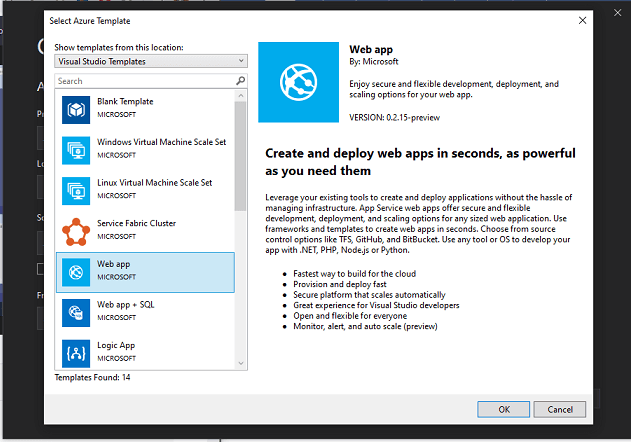 Select Azure Template
Show templates from this location:
Visual Studio Templates
Search
Blank Template
MICROSOFT
Windows Virtual Machine Scale Set
MICROSOFT
Linux Virtual Machine Scale Set
MICROSOFT
Service Fabric Cluster
MICROSOFT
Web app
MICROSOFT
Web app + SQL
MICROSOFT
Logic App
MICROSOFT
Templates Found: 14
Web app
By: Microsoft
Enjoy secure and flexible development, deployment, and
scaling options for your web app.
VERSION: 0.2.15-preview
Create and deploy web apps in seconds, as powerful
as you need them
Leverage your existing tools to create and deploy applications without the hassle of
managing infrastructure. App Service web apps offer secure and flexible
development, deployment, and scaling options for any sized web application. Use
frameworks and templates to create web apps in seconds. Choose from source
control options like TFS, GitHub, and BitBucket. Use any tool or OS to develop your
app with .NET, PHP, Node.js or Python.
Fastest way to build for the cloud
Provision and deploy fast
Secure platform that scales automatically
Great experience for Visual Studio developers
Open and flexible for everyone
Monitor, alert, and auto scale (preview)
OK
Cancel